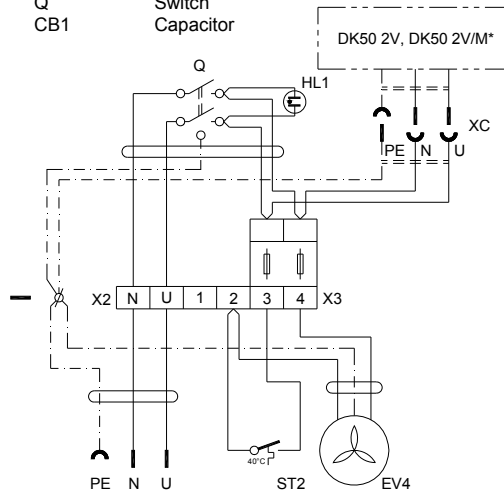 Q Switch
CB1 Capacitor
DK50 2V, DK50 2V/M*
Q
HL1
XC
PE N U
X2 N U 1 2 3 4 X3
40°C
ST2 EV4
PE N U